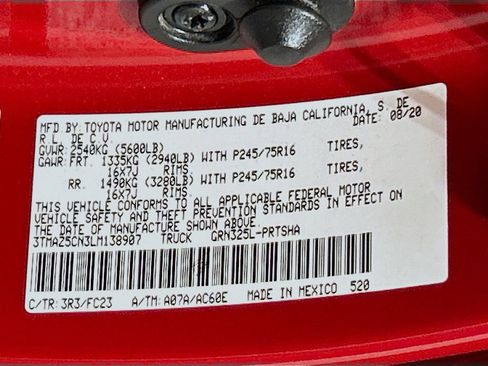 MFD BY: TOYOTA MOTOR MANUFACTURING DE BAJA CALIFORNIA, S. DE
R L. DE C.V. DATE: 08/20
GVWR: 2540KG (5600LB)
GAWR: FRT. 1335KG (2940LB) WITH P245/75R16 TIRES,
16X7J RIMS,
RR. 1490KG (3280LB) WITH P245/75R16 TIRES,
16X7J RIMS.
THIS VEHICLE CONFORMS TO ALL APPLICABLE FEDERAL MOTOR
VEHICLE SAFETY AND THEFT PREVENTION STANDARDS IN EFFECT ON
THE DATE OF MANUFACTURE SHOWN ABOVE.
3TMAZ5CN3LM138907 TRUCK GRN325L-PRTSHA
C/TR: 3R3/FC23 A/TM: A07A/AC60E MADE IN MEXICO 520